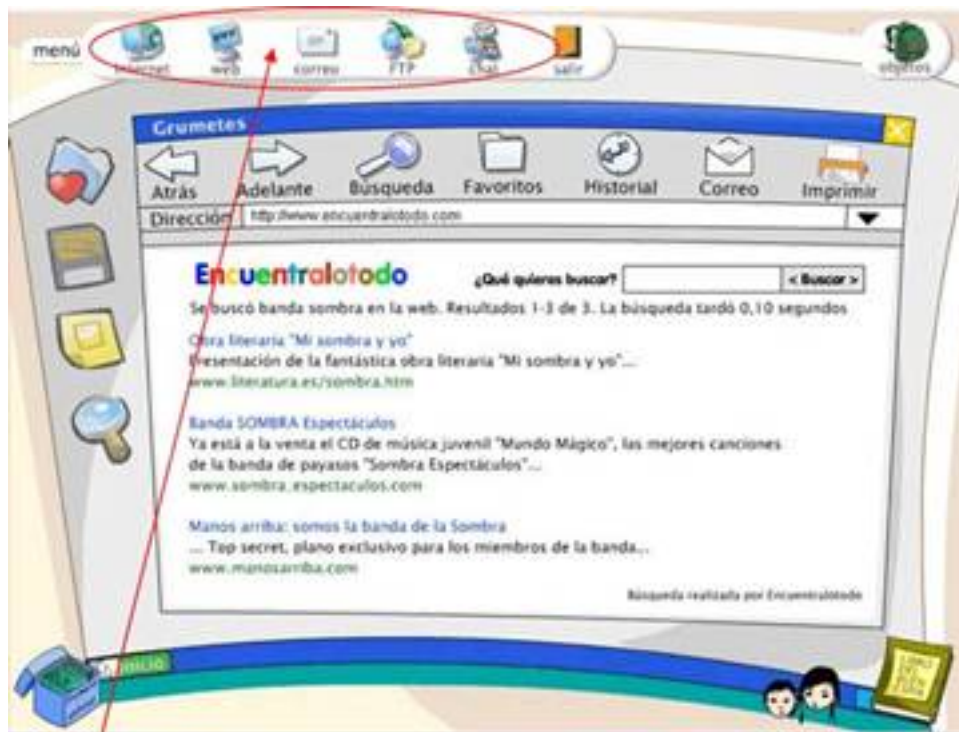 menú
internet web correo FTP chat salir
objetos
Grumetes
Atrás Adelante Búsqueda Favoritos Historial Correo Imprimir
Dirección http://www.encuentralotodo.com
Encuentralotodo ¿Qué quieres buscar? < Buscar >
Se buscó banda sombra en la web. Resultados 1-3 de 3. La búsqueda tardó 0,10 segundos
Obra literaria "Mi sombra y yo"
Presentación de la fantástica obra literaria "Mi sombra y yo"...
www.literatura.es/sombra.htm
Banda SOMBRA Espectáculos
Ya está a la venta el CD de música juvenil "Mundo Mágico", las mejores canciones
de la banda de payasos "Sombra Espectáculos"...
www.sombra.espectaculos.com
Manos arriba: somos la banda de la Sombra
... Top secret, plano exclusivo para los miembros de la banda...
www.manosarriba.com
Búsqueda realizada por Encuentralotodo
inicio
LIBRO
DEL
BUEN